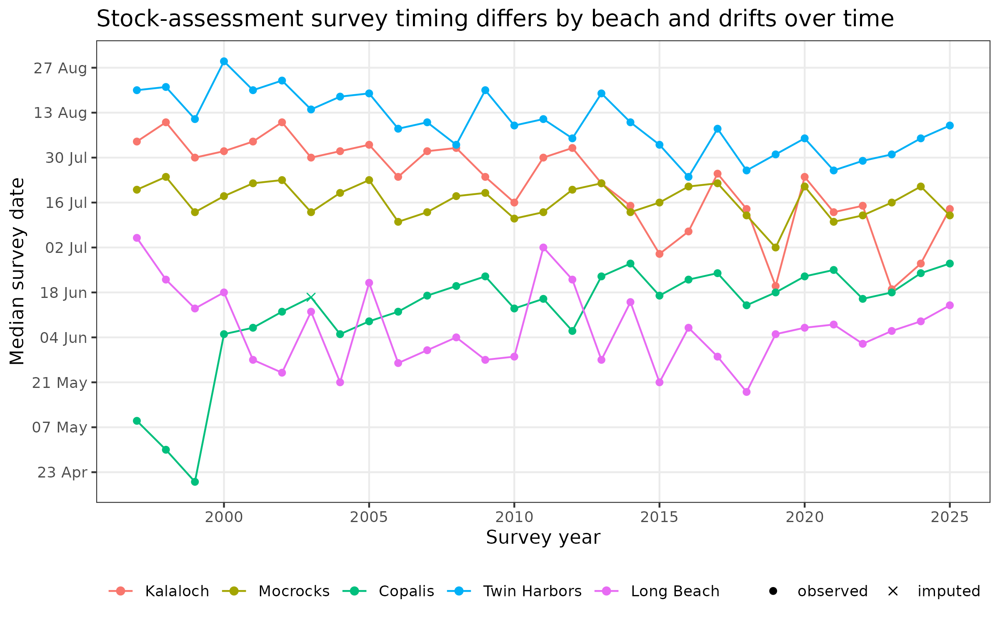 Stock-assessment survey timing differs by beach and drifts over time
Median survey date
27 Aug
13 Aug
30 Jul
16 Jul
02 Jul
18 Jun
04 Jun
21 May
07 May
23 Apr
2000 2005 2010 2015 2020 2025
Survey year
Kalaloch Mocrocks Copalis Twin Harbors Long Beach observed imputed